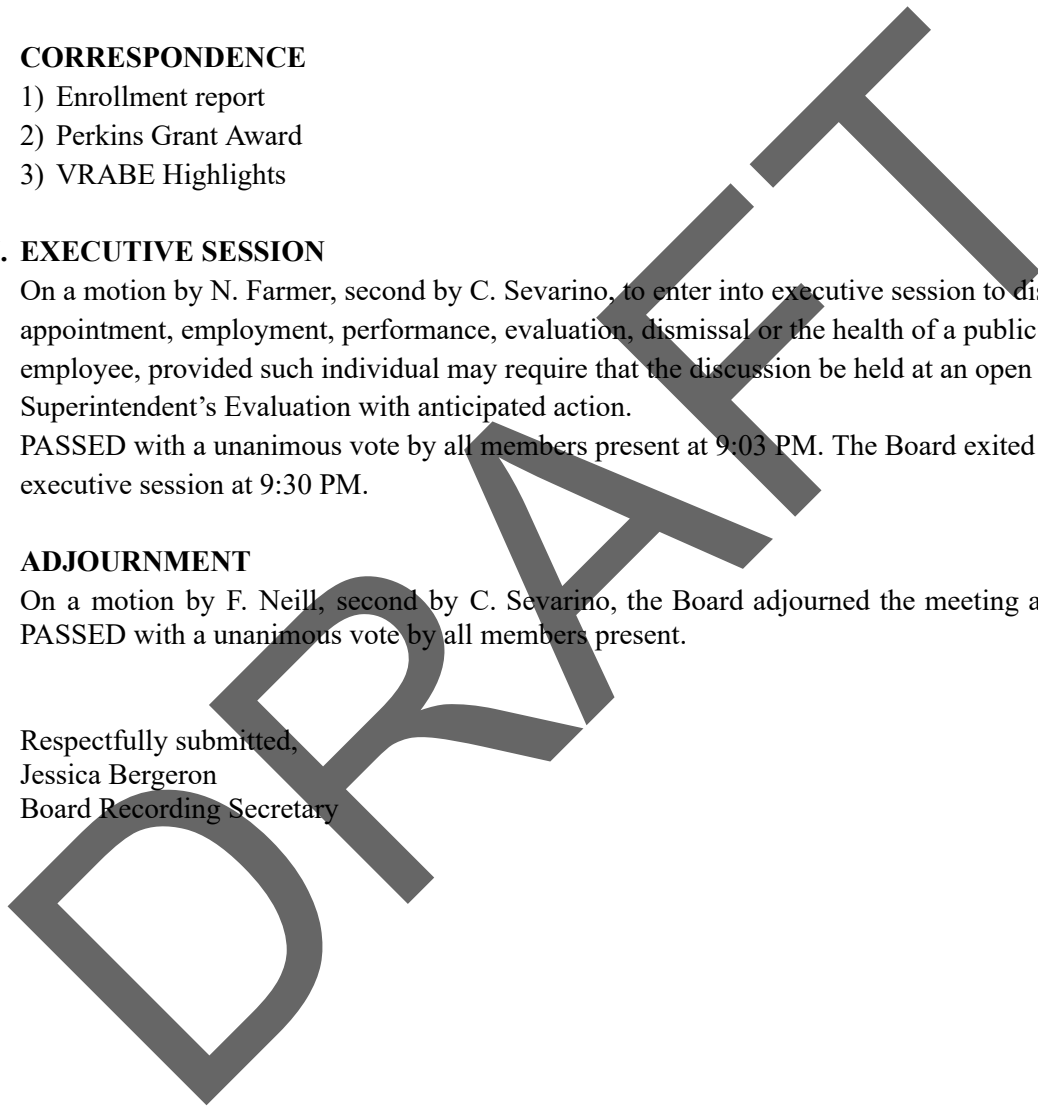 CORRESPONDENCE
1) Enrollment report
2) Perkins Grant Award
3) VRABE Highlights
. EXECUTIVE SESSION
On a motion by N. Farmer, second by C. Sevarino, to enter into executive session to
appointment, employment, performance, evaluation, dismissal or the health of a public
employee, provided such individual may require that the discussion be held at an open
Superintendent’s Evaluation with anticipated action.
PASSED with a unanimous vote by all members present at 9:03 PM. The Board exited
executive session at 9:30 PM.
ADJOURNMENT
On a motion by F. Neill, second by C. Sevarino, the Board adjourned the meeting
PASSED with a unanimous vote by all members present.
Respectfully submitted,
Jessica Bergeron
Board Recording Secretary
DRAFT